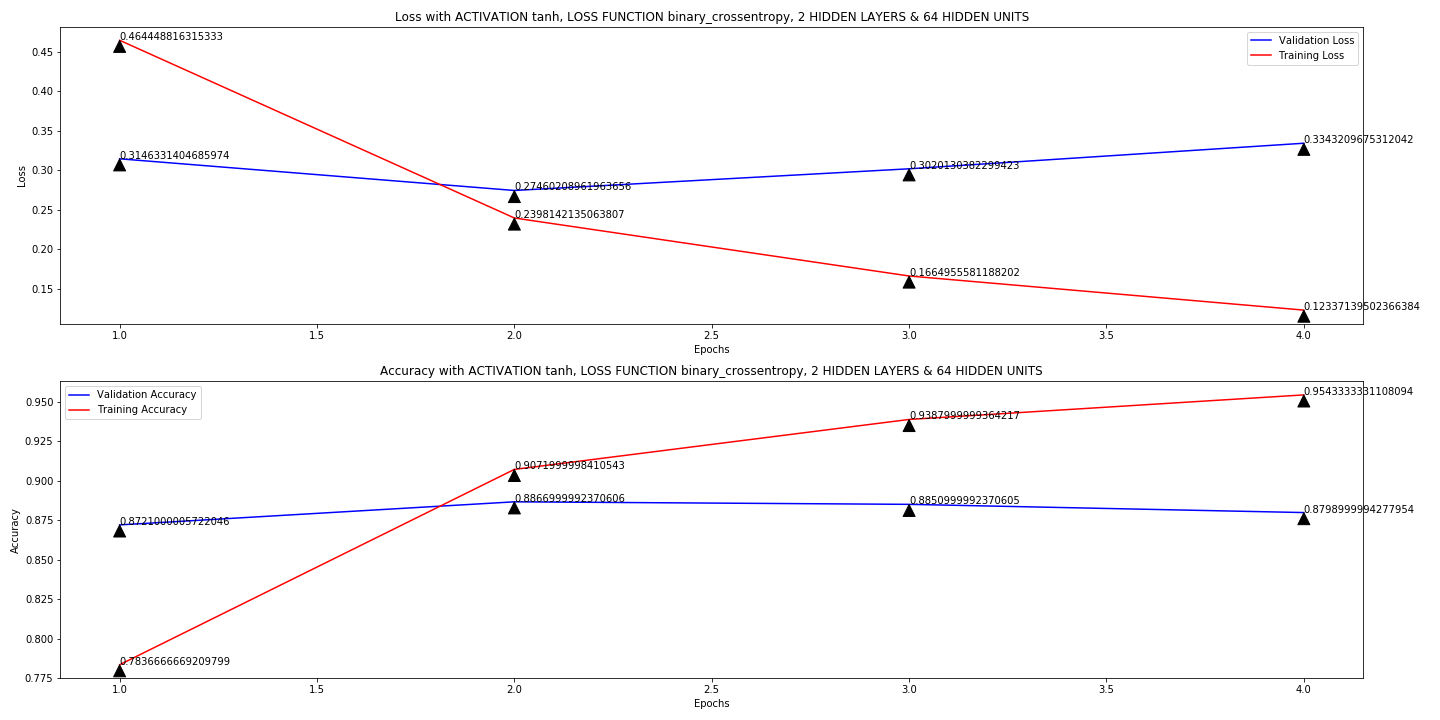 Loss with ACTIVATION tanh, LOSS FUNCTION binary_crossentropy, 2 HIDDEN LAYERS & 64 HIDDEN UNITS
0.464448816315333
Validation Loss
Training Loss
0.45
0.40
0.35
0.30
0.25
0.20
0.15
Loss
0.3146331404685974
0.27460208961963656
0.3020130382299423
0.3343209675312042
0.2398142135063807
0.1664955581188202
0.12337139502366384
1.0 1.5 2.0 2.5 3.0 3.5 4.0
Epochs
Accuracy with ACTIVATION tanh, LOSS FUNCTION binary_crossentropy, 2 HIDDEN LAYERS & 64 HIDDEN UNITS
Validation Accuracy
Training Accuracy
0.950
0.925
0.900
0.875
0.850
0.825
0.800
0.775
Accuracy
0.9543333331108094
0.9387999999364217
0.9071999998410543
0.8721000005722046
0.8866999992370606
0.8850999992370605
0.8798999994277954
0.7836666669209799
1.0 1.5 2.0 2.5 3.0 3.5 4.0
Epochs